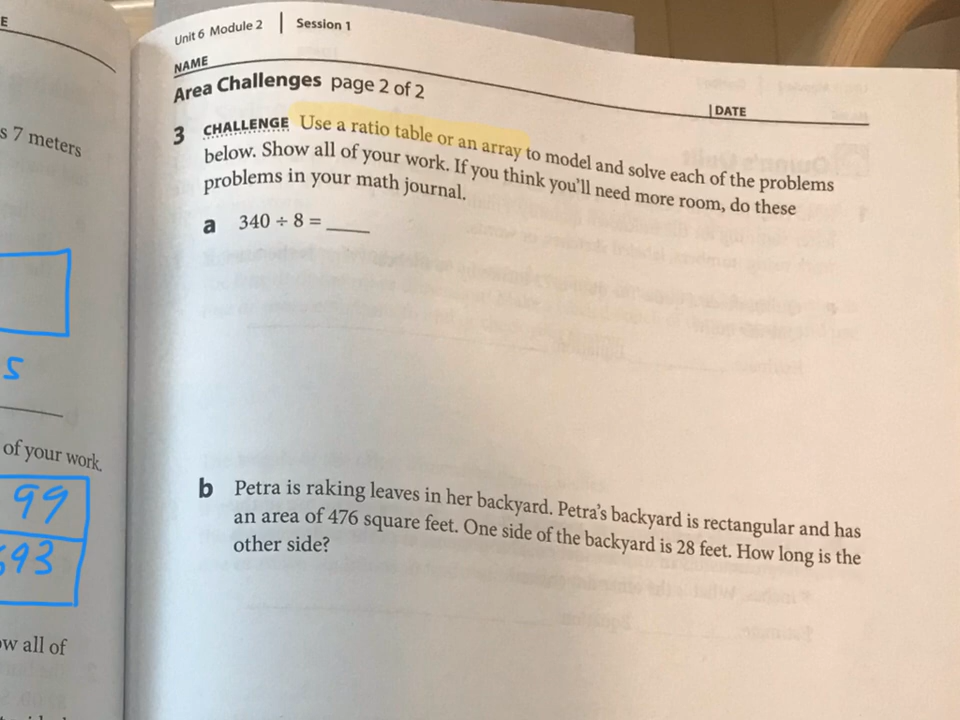 E
s 7 meters
5
of your work.
99
693
ow all of
Unit 6 Module 2 | Session 1
NAME
| DATE
Area Challenges page 2 of 2
3 CHALLENGE Use a ratio table or an array to model and solve each of the problems
below. Show all of your work. If you think you'll need more room, do these
problems in your math journal.
a 340 ÷ 8 = ____
b Petra is raking leaves in her backyard. Petra's backyard is rectangular and has
an area of 476 square feet. One side of the backyard is 28 feet. How long is the
other side?